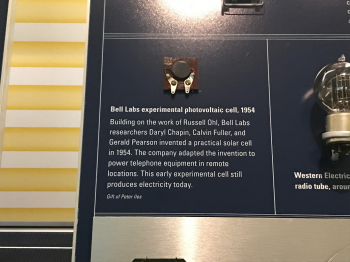 Bell Labs experimental photovoltaic cell, 1954
Building on the work of Russell Ohl, Bell Labs
researchers Daryl Chapin, Calvin Fuller, and
Gerald Pearson invented a practical solar cell
in 1954. The company adapted the invention to
power telephone equipment in remote
locations. This early experimental cell still
produces electricity today.
Gift of Peter Iles
Western Electric
radio tube, arou